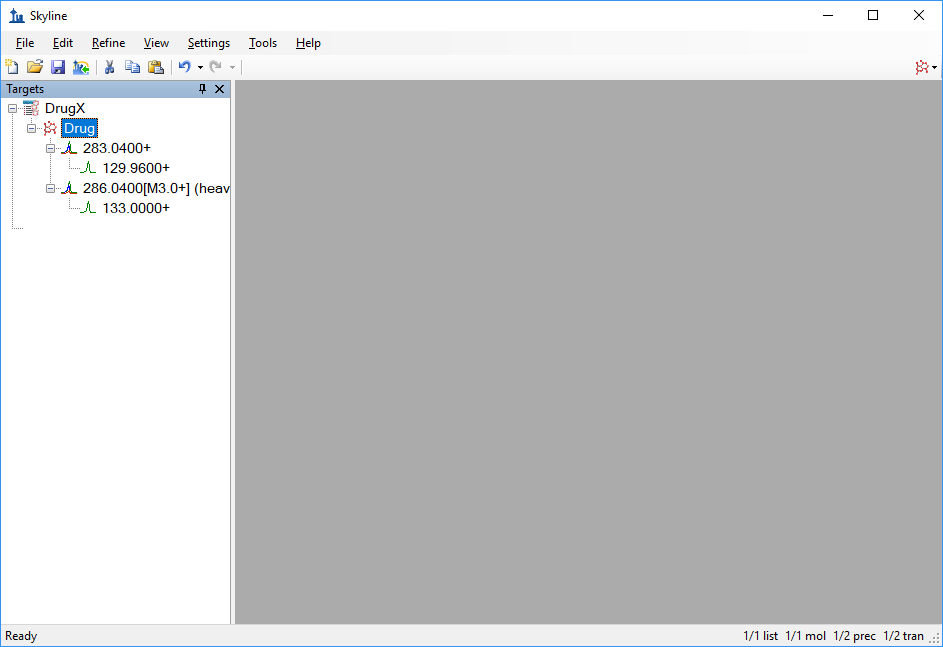 Skyline
File Edit Refine View Settings Tools Help
Targets
DrugX
Drug
283.0400+
129.9600+
286.0400[M3.0+] (heav
133.0000+
Ready 1/1 list 1/1 mol 1/2 prec 1/2 tran